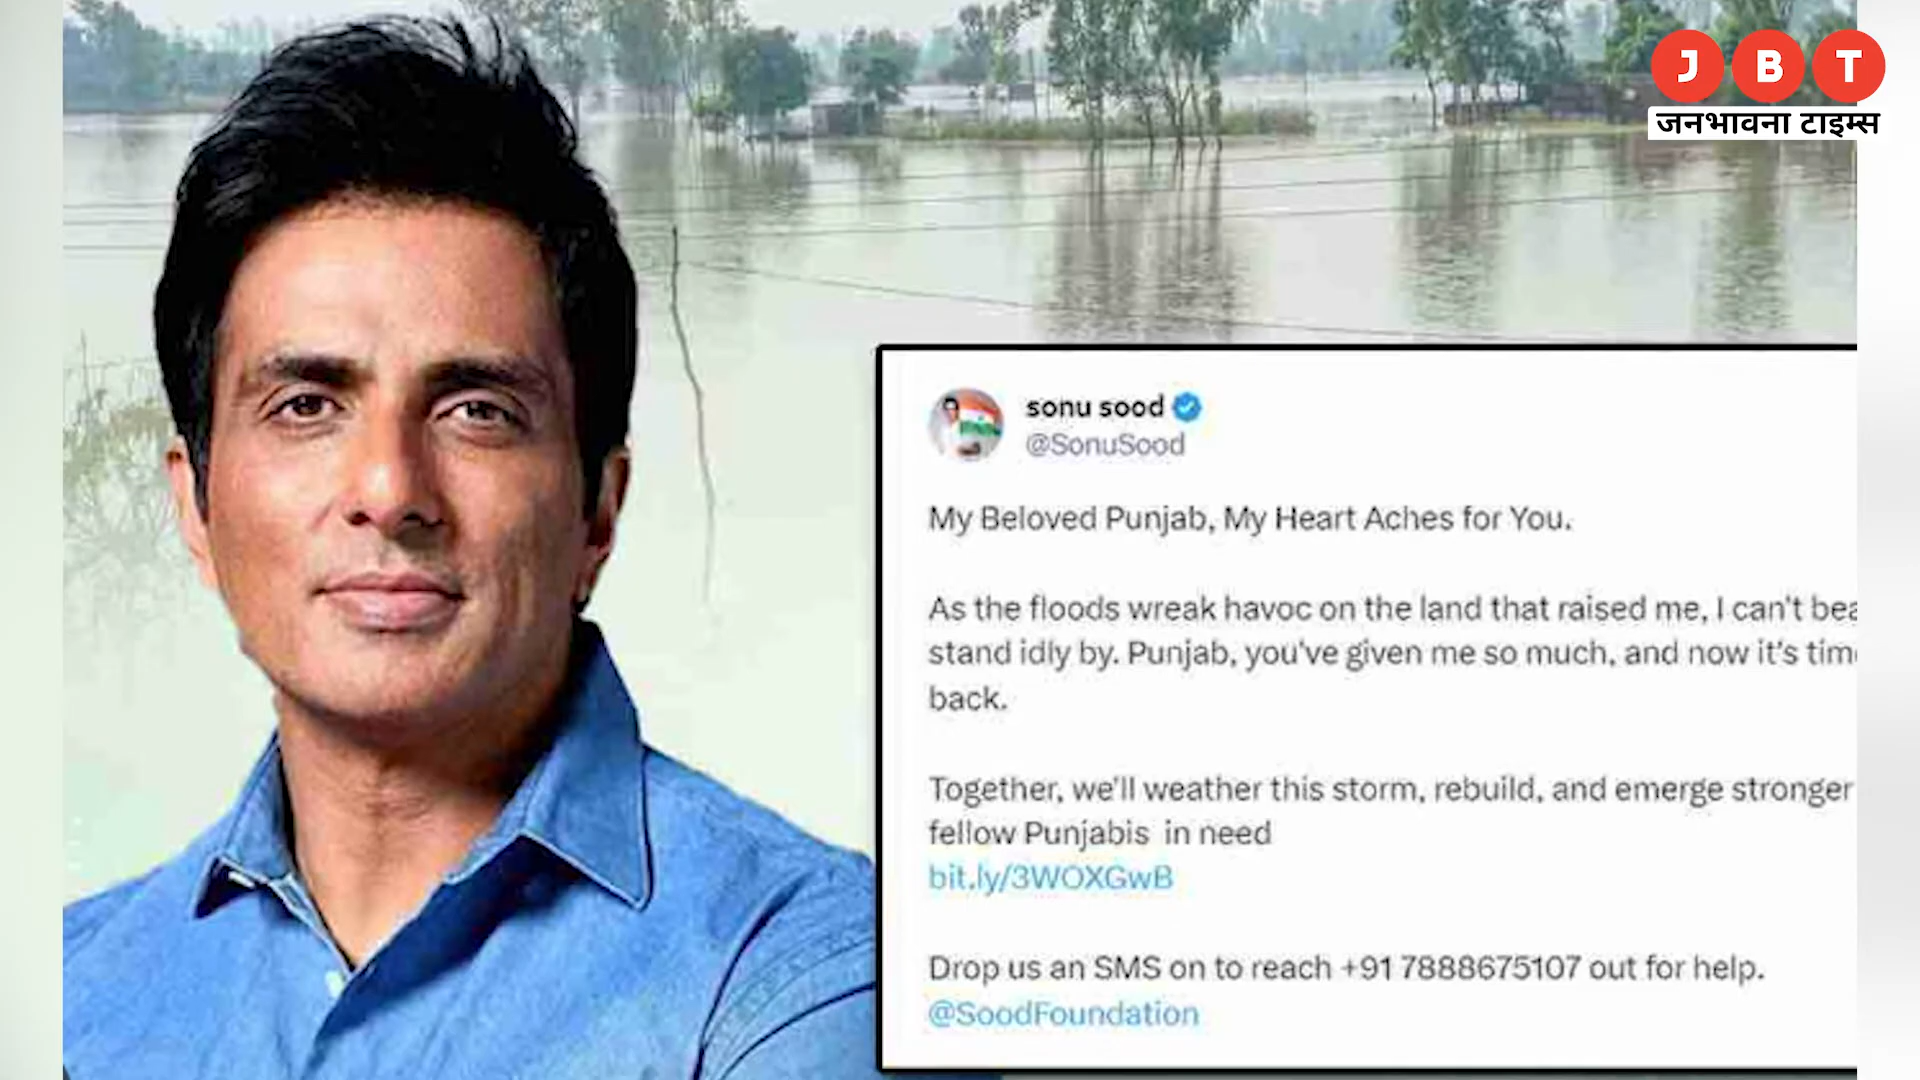 JBT
जनभावना टाइम्स
sonu sood
@SonuSood
My Beloved Punjab, My Heart Aches for You.
As the floods wreak havoc on the land that raised me, I can't bea
stand idly by. Punjab, you've given me so much, and now it's tim
back.
Together, we'll weather this storm, rebuild, and emerge stronger
fellow Punjabis in need
bit.ly/3WOXGwB
Drop us an SMS on to reach +91 7888675107 out for help.
@SoodFoundation